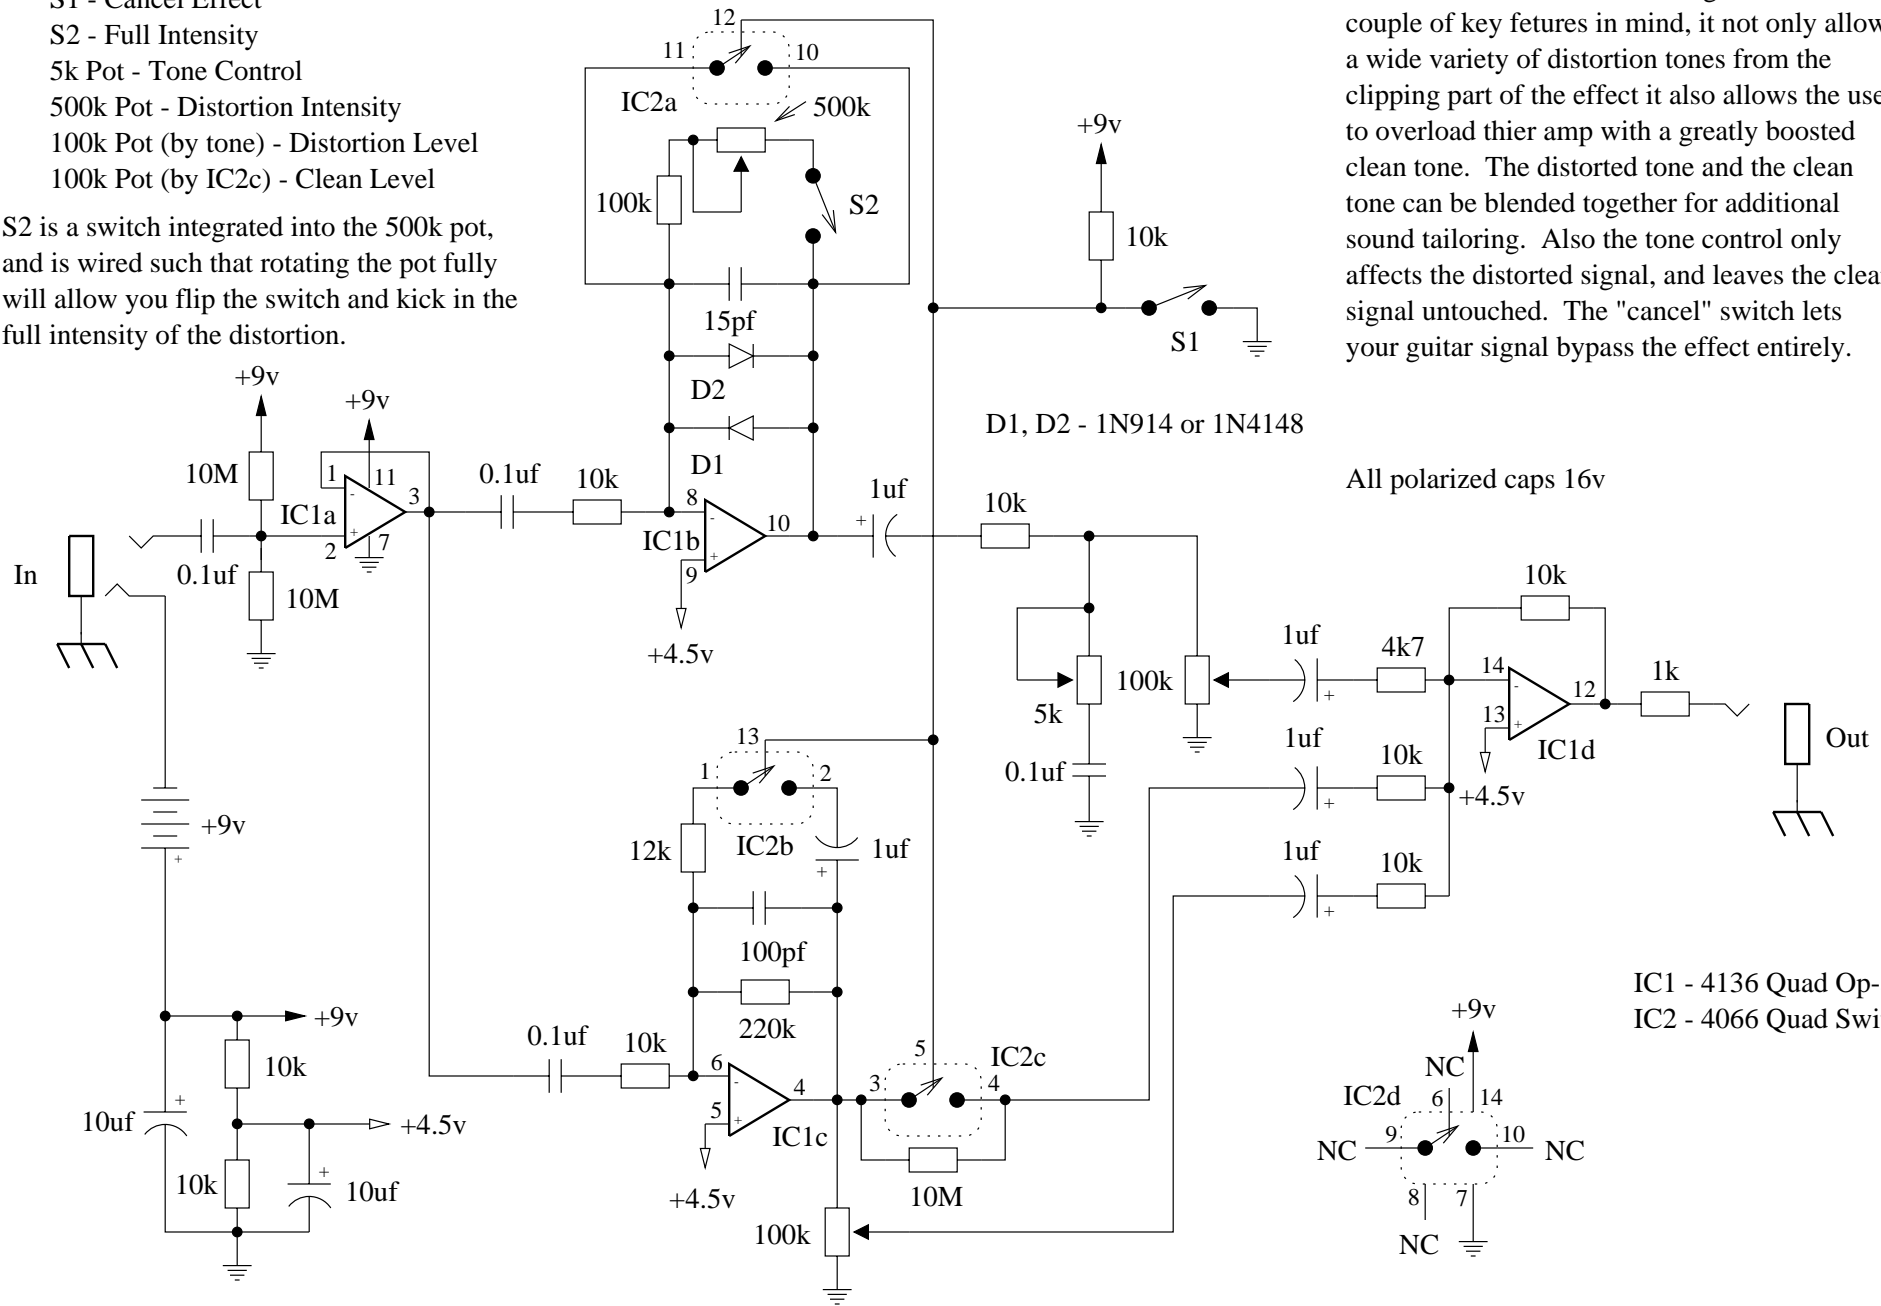 S1 - Cancel Effect
S2 - Full Intensity
5k Pot - Tone Control
500k Pot - Distortion Intensity
100k Pot (by tone) - Distortion Level
100k Pot (by IC2c) - Clean Level
S2 is a switch integrated into the 500k pot,
and is wired such that rotating the pot fully
will allow you flip the switch and kick in the
full intensity of the distortion.
couple of key fetures in mind, it not only allow
a wide variety of distortion tones from the
clipping part of the effect it also allows the use
to overload thier amp with a greatly boosted
clean tone. The distorted tone and the clean
tone can be blended together for additional
sound tailoring. Also the tone control only
affects the distorted signal, and leaves the clea
signal untouched. The "cancel" switch lets
your guitar signal bypass the effect entirely.
12
11
10
IC2a
500k
100k
S2
15pf
D2
D1
+9v
10k
S1
D1, D2 - 1N914 or 1N4148
All polarized caps 16v
+9v
+9v
10M
1
-
11
3
IC1a
+
2
7
In
0.1uf
10M
0.1uf
10k
8
-
10
IC1b
+
9
+4.5v
1uf
+
10k
5k
0.1uf
100k
1uf
+
4k7
1uf
+
10k
1uf
+
10k
10k
14
-
12
13
+
IC1d
+4.5v
1k
Out
+9v
+
+9v
10k
10uf
+
+4.5v
10k
+
10uf
13
1
2
IC2b
12k
1uf
+
100pf
220k
0.1uf
10k
6
-
4
5
+
IC1c
+4.5v
5
3
4
IC2c
10M
100k
IC1 - 4136 Quad Op-
IC2 - 4066 Quad Swi
+9v
NC
IC2d
6
14
NC
9
10
NC
8
7
NC